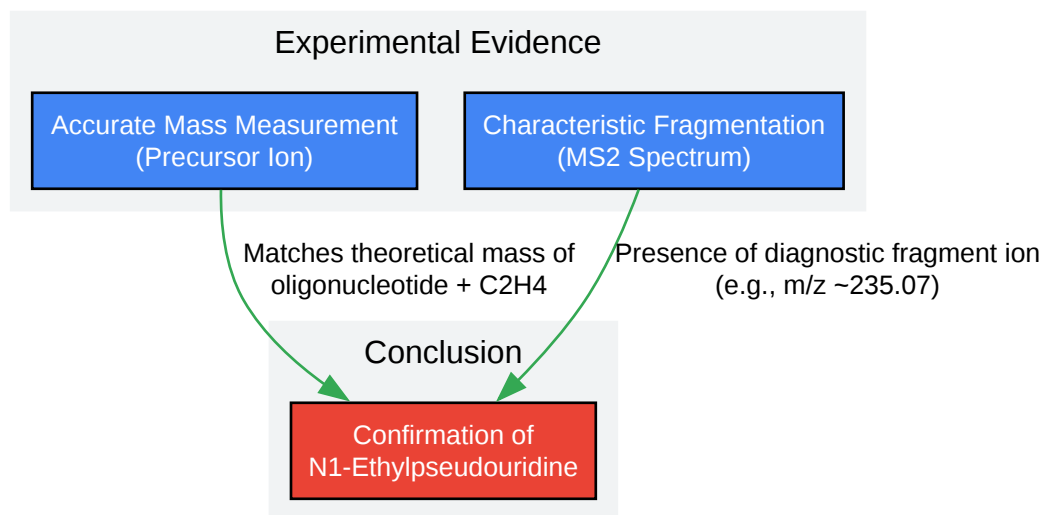 Experimental Evidence
Accurate Mass Measurement
(Precursor Ion)
Characteristic Fragmentation
(MS2 Spectrum)
Matches theoretical mass of
oligonucleotide + C2H4
Presence of diagnostic fragment ion
(e.g., m/z ~235.07)
Conclusion
Confirmation of
N1-Ethylpseudouridine